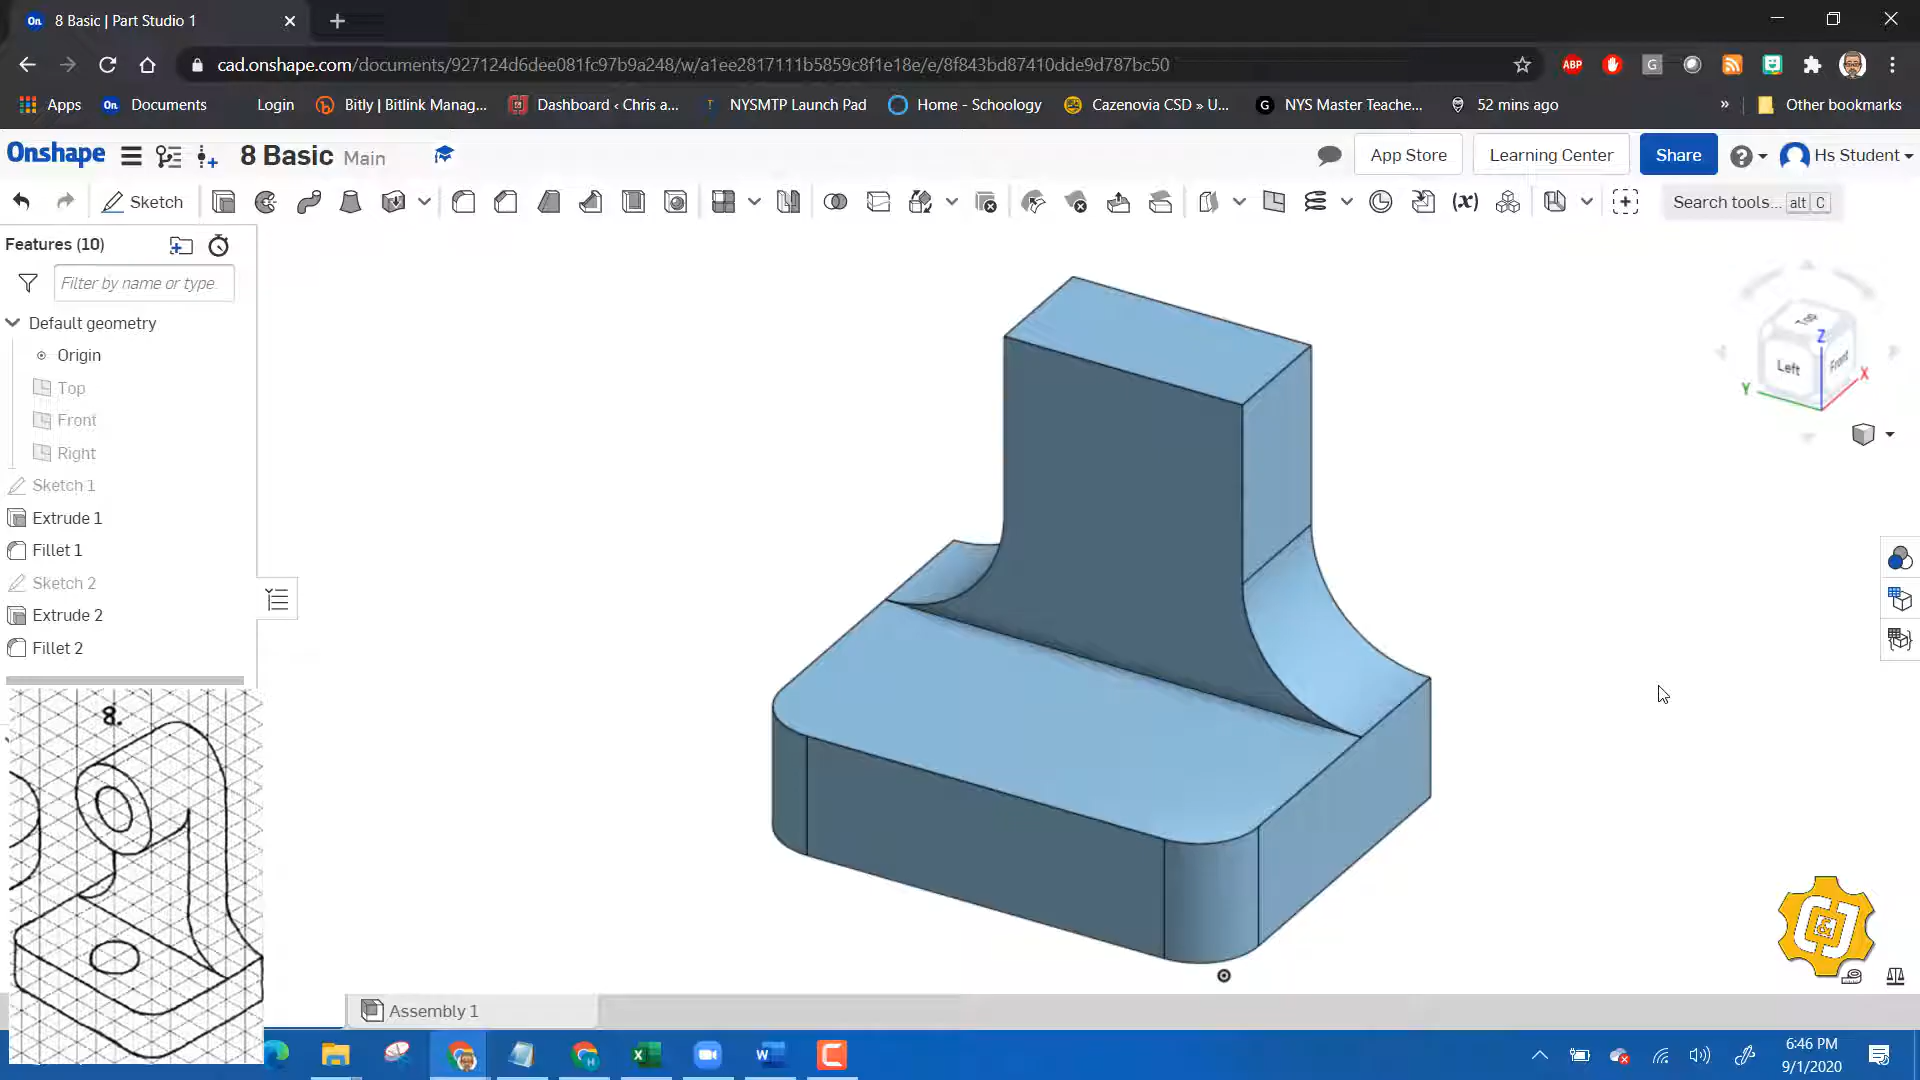 On 8 Basic | Part Studio 1
cad.onshape.com/documents/927124d6dee081fc97b9a248/w/a1ee2817111b5859c8f1e18e/e/8f843bd87410dde9d787bc50
ABP
G
Apps On Documents Login Bitly | Bitlink Manag... Dashboard ‹ Chris a... T NYSMTP Launch Pad Home - Schoology Cazenovia CSD » U... G NYS Master Teache... 52 mins ago » Other bookmarks
Onshape 8 Basic Main App Store Learning Center Share ? Hs Student
Sketch (x) Search tools... alt C
Features (10)
Filter by name or type
Default geometry
Origin
Top
Front
Right
Sketch 1
Extrude 1
Fillet 1
Sketch 2
Extrude 2
Fillet 2
Top
Z
Left
Front
X
Y
8.
C&J
Assembly 1
6:46 PM
9/1/2020